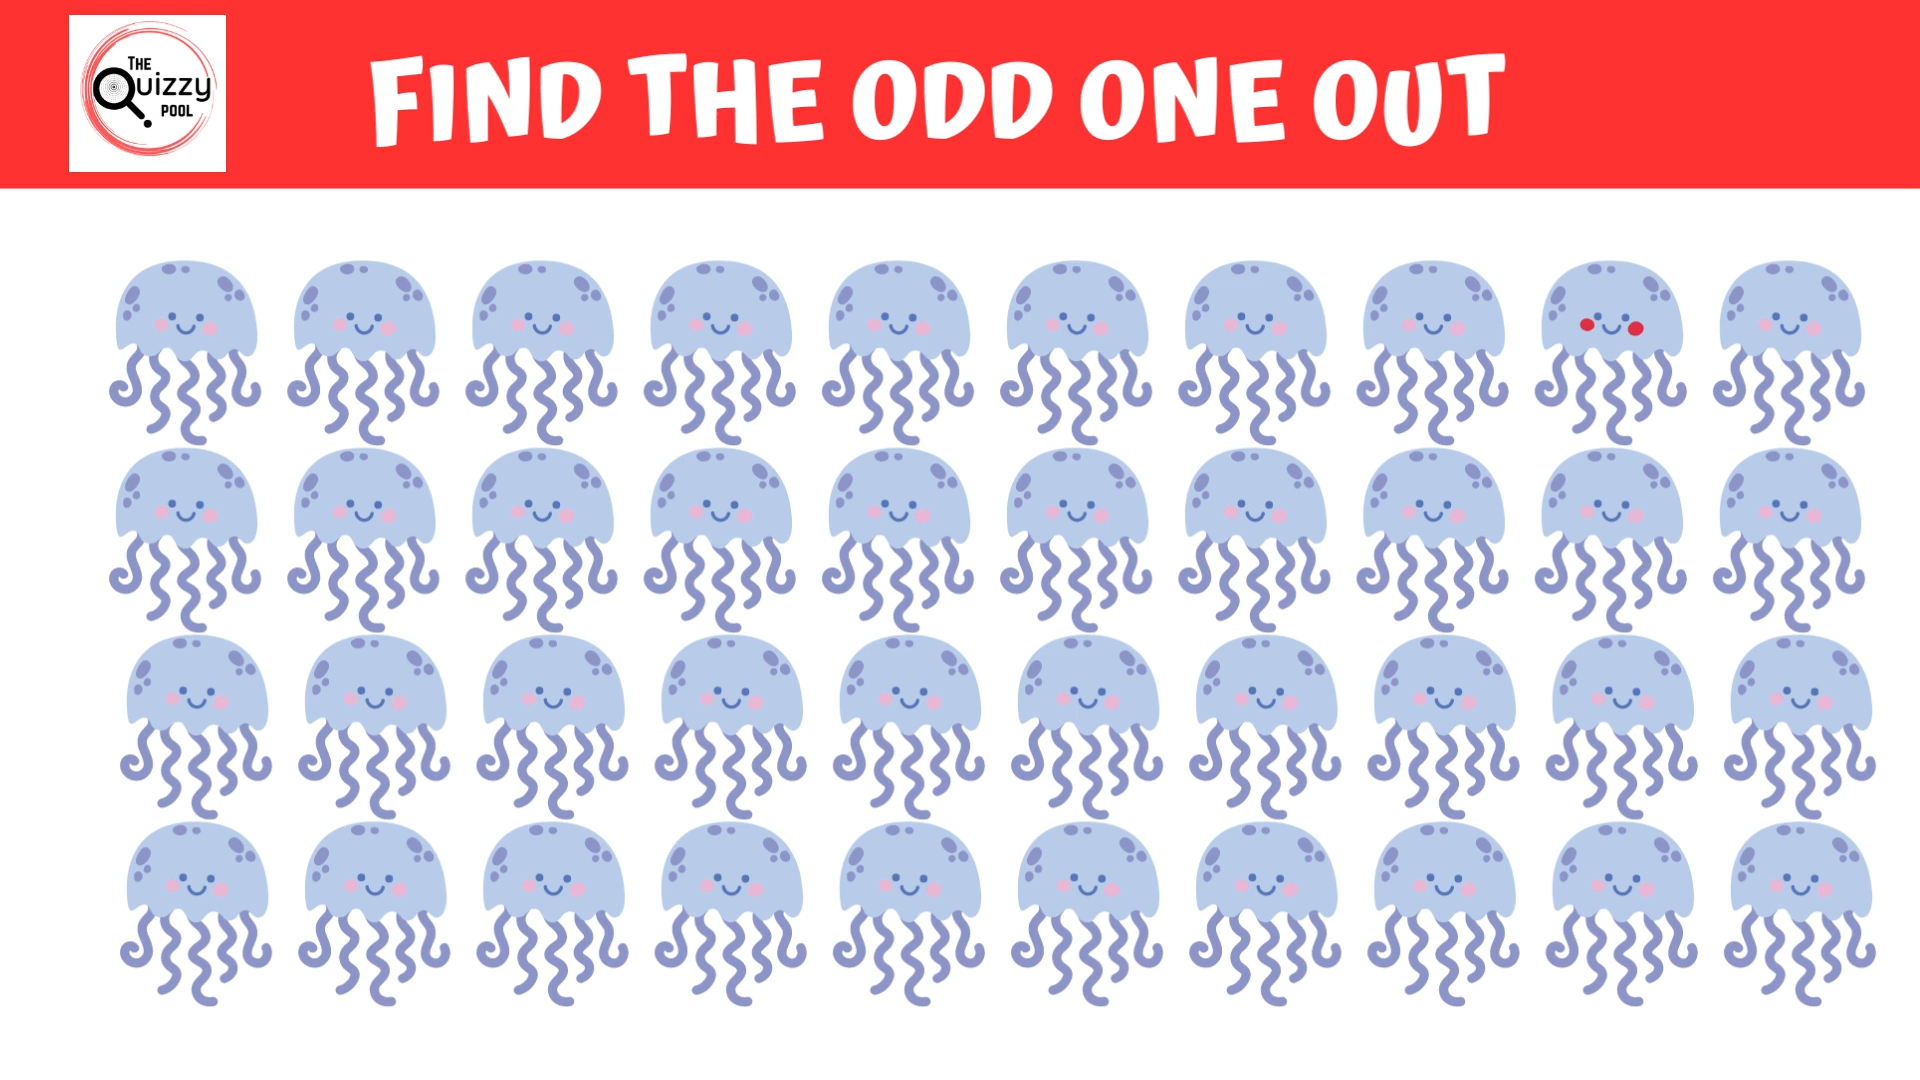 THE
Quizzy
POOL
FIND THE ODD ONE OUT